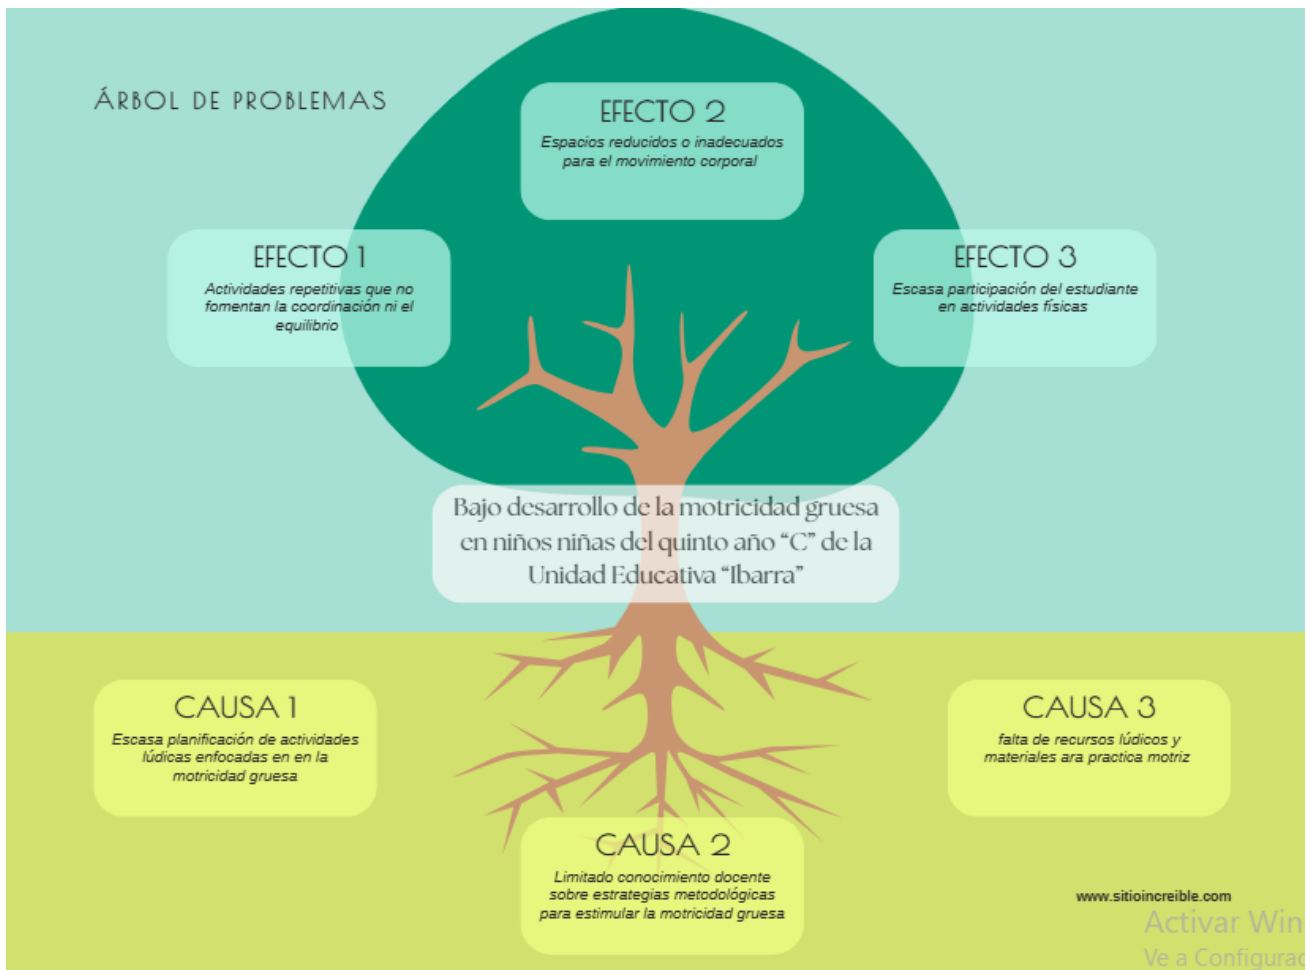 ÁRBOL DE PROBLEMAS
EFECTO 2
Espacios reducidos o inadecuados
para el movimiento corporal
EFECTO 1
Actividades repetitivas que no
fomentan la coordinación ni el
equilibrio
EFECTO 3
Escasa participación del estudiante
en actividades físicas
Bajo desarrollo de la motricidad gruesa
en niños niñas del quinto año “C” de la
Unidad Educativa “Ibarra”
CAUSA 1
Escasa planificación de actividades
lúdicas enfocadas en en la
motricidad gruesa
CAUSA 3
falta de recursos lúdicos y
materiales ara practica motriz
CAUSA 2
Limitado conocimiento docente
sobre estrategias metodológicas
para estimular la motricidad gruesa
www.sitioincreible.com
Activar Win
Ve a Configurac